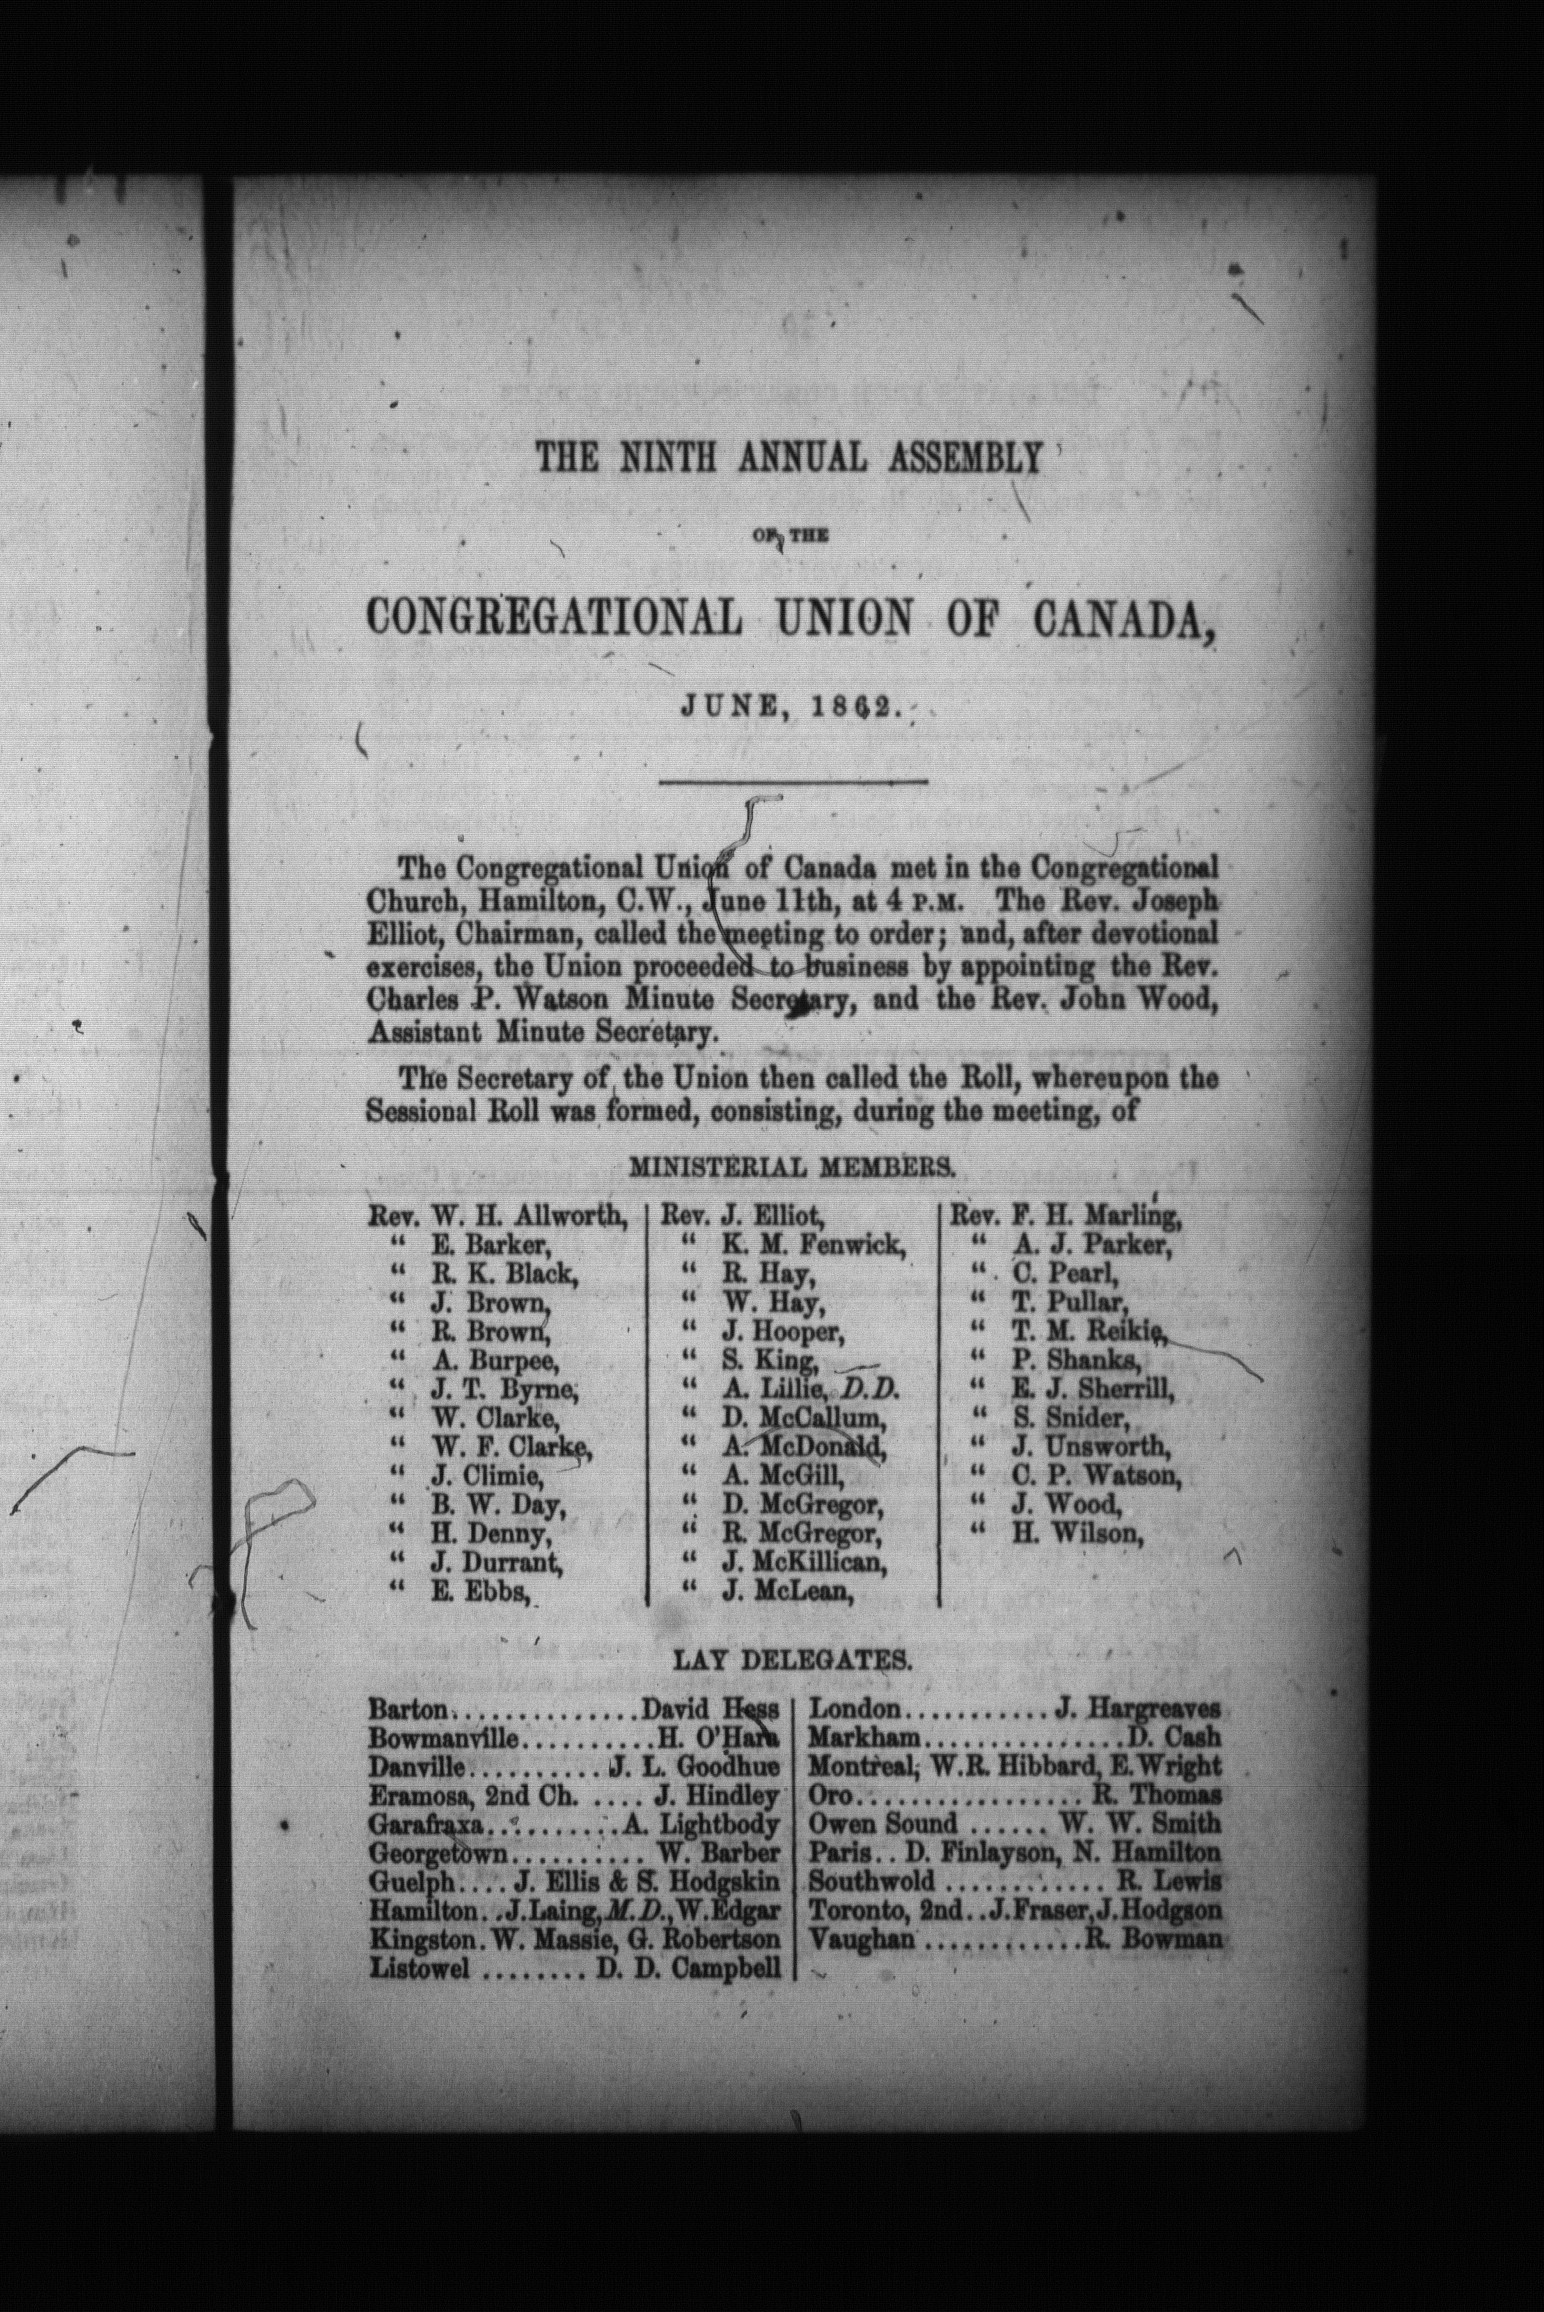 THE NINTH ANNUAL ASSEMBLY
OF THE
CONGREGATIONAL UNION OF CANADA,
JUNE, 1862.
The Congregational Union of Canada met in the Congregational
Church, Hamilton, C.W., June 11th, at 4 P.M. The Rev. Joseph
Elliot, Chairman, called the meeting to order; and, after devotional
exercises, the Union proceeded to business by appointing the Rev.
Charles P. Watson Minute Secretary, and the Rev. John Wood,
Assistant Minute Secretary.
The Secretary of the Union then called the Roll, whereupon the
Sessional Roll was formed, consisting, during the meeting, of
MINISTERIAL MEMBERS.
Rev. W. H. Allworth,
“ E. Barker,
“ R. K. Black,
“ J. Brown,
“ R. Brown,
“ A. Burpee,
“ J. T. Byrne,
“ W. Clarke,
“ W. F. Clarke,
“ J. Climie,
“ B. W. Day,
“ H. Denny,
“ J. Durrant,
“ E. Ebbs,
Rev. J. Elliot,
“ K. M. Fenwick,
“ R. Hay,
“ W. Hay,
“ J. Hooper,
“ S. King,
“ A. Lillie, D.D.
“ D. McCallum,
“ A. McDonald,
“ A. McGill,
“ D. McGregor,
“ R. McGregor,
“ J. McKillican,
“ J. McLean,
Rev. F. H. Marling,
“ A. J. Parker,
“ C. Pearl,
“ T. Pullar,
“ T. M. Reikie,
“ P. Shanks,
“ E. J. Sherrill,
“ S. Snider,
“ J. Unsworth,
“ C. P. Watson,
“ J. Wood,
“ H. Wilson,
LAY DELEGATES.
Barton..............David Hess
Bowmanville..........H. O'Hara
Danville..........J. L. Goodhue
Eramosa, 2nd Ch. .... J. Hindley
Garafraxa..........A. Lightbody
Georgetown.......... W. Barber
Guelph.... J. Ellis & S. Hodgskin
Hamilton...J.Laing,M.D.,W.Edgar
Kingston. W. Massie, G. Robertson
Listowel ........ D. D. Campbell
London........... J. Hargreaves
Markham...............D. Cash
Montreal, W.R. Hibbard, E.Wright
Oro................. R. Thomas
Owen Sound ...... W. W. Smith
Paris.. D. Finlayson, N. Hamilton
Southwold ............ R. Lewis
Toronto, 2nd..J.Fraser,J.Hodgson
Vaughan ............R. Bowman